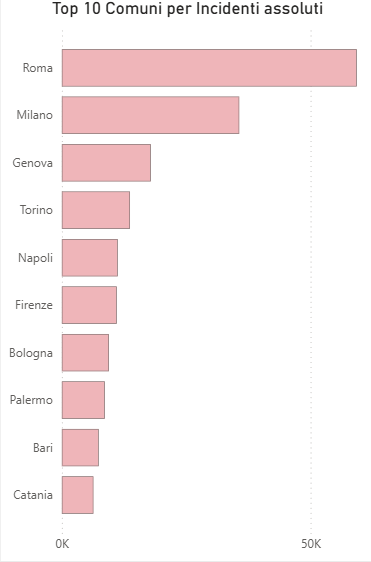 Top 10 Comuni per Incidenti assoluti
Roma
Milano
Genova
Torino
Napoli
Firenze
Bologna
Palermo
Bari
Catania
0K 50K